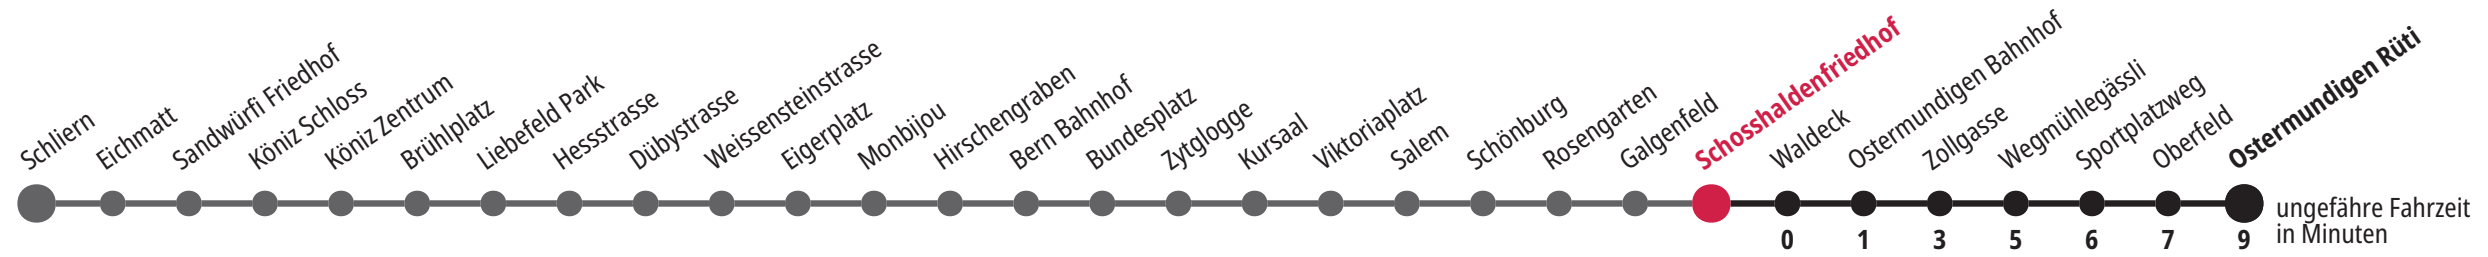 Schliern
Eichmatt
Sandwürfi Friedhof
Köniz Schloss
Köniz Zentrum
Brühlplatz
Liebefeld Park
Hessstrasse
Dübystrasse
Weissensteinstrasse
Eigerplatz
Monbijou
Hirschengraben
Bern Bahnhof
Bundesplatz
Zytglogge
Kursaal
Viktoriaplatz
Salem
Schönburg
Rosengarten
Galgenfeld
Schosshaldenfriedhof
Waldeck
Ostermundigen Bahnhof
Zollgasse
Wegmühlegässli
Sportplatzweg
Oberfeld
Ostermundigen Rüti
0 1 3 5 6 7 9
ungefähre Fahrzeit
in Minuten